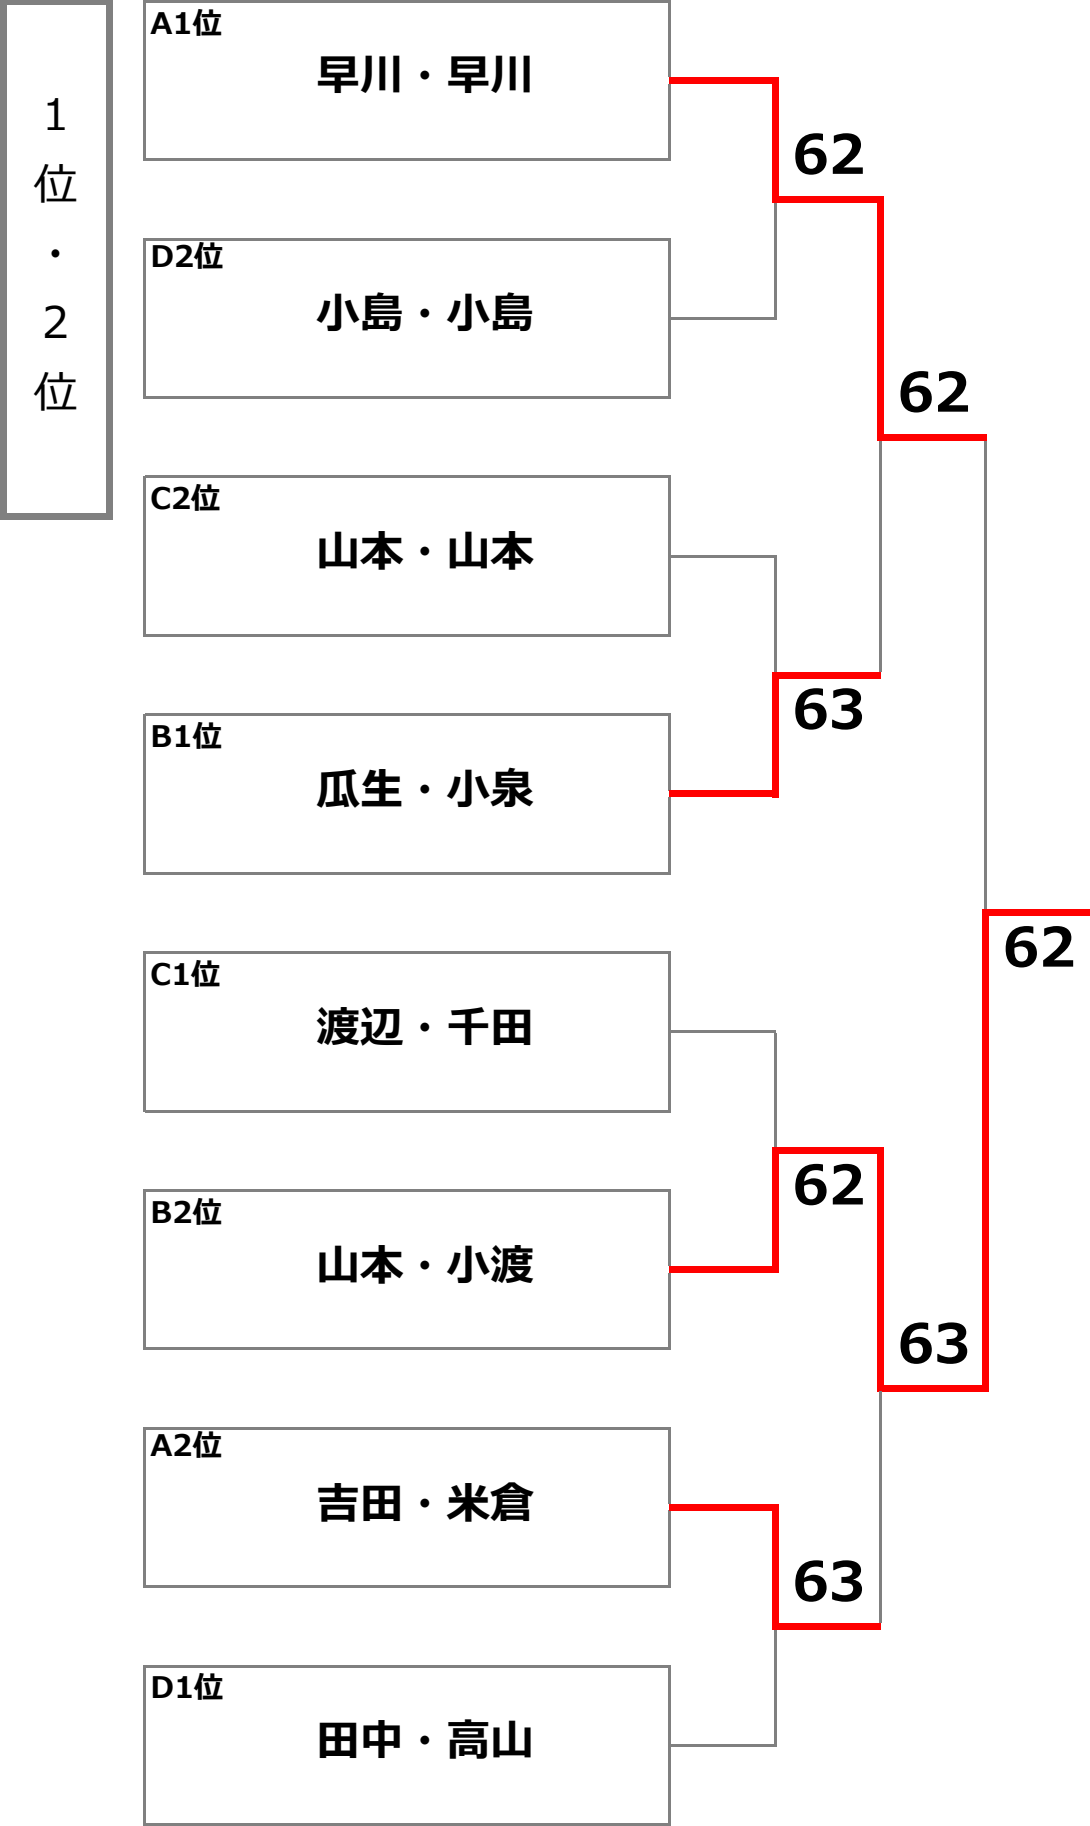 1位・2位
A1位
早川・早川
62
D2位
小島・小島
62
C2位
山本・山本
63
B1位
瓜生・小泉
62
C1位
渡辺・千田
62
B2位
山本・小渡
63
A2位
吉田・米倉
63
D1位
田中・高山